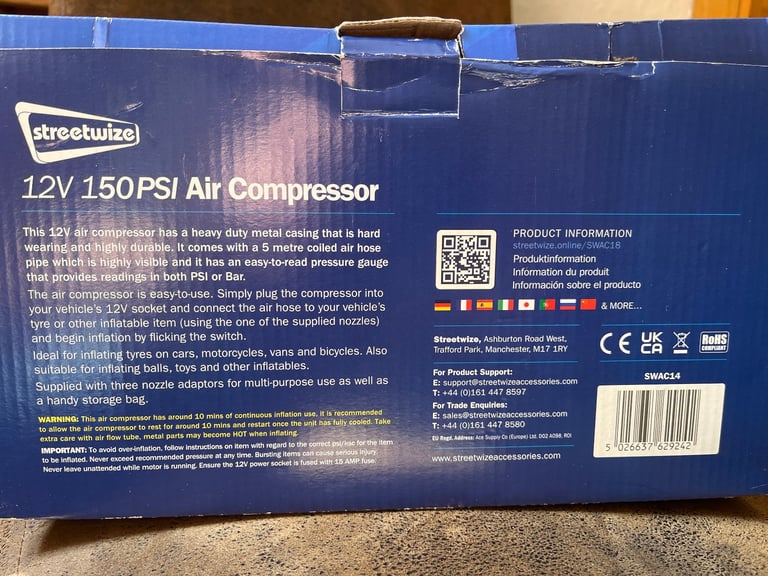 streetwize
12V 150PSI Air Compressor
This 12V air compressor has a heavy duty metal casing that is hard
wearing and highly durable. It comes with a 5 metre coiled air hose
pipe which is highly visible and it has an easy-to-read pressure gauge
that provides readings in both PSI or Bar.
The air compressor is easy-to-use. Simply plug the compressor into
your vehicle's 12V socket and connect the air hose to your vehicle's
tyre or other inflatable item (using the one of the supplied nozzles)
and begin inflation by flicking the switch.
Ideal for inflating tyres on cars, motorcycles, vans and bicycles. Also
suitable for inflating balls, toys and other inflatables.
Supplied with three nozzle adaptors for multi-purpose use as well as
a handy storage bag.
WARNING: This air compressor has around 10 mins of continuous inflation use, it is recommended
to allow the air compressor to rest for around 10 mins and restart once the unit has fully cooled. Take
extra care with air flow tube, metal parts may become HOT when inflating.
IMPORTANT: To avoid over-inflation, follow instructions on item with regard to the correct psi/bar for the item
to be inflated. Never exceed recommended pressure at any time. Bursting items can cause serious injury.
Never leave unattended while motor is running. Ensure the 12V power socket is fused with 15 AMP fuse.
PRODUCT INFORMATION
streetwize.online/SWAC18
Produktinformation
Information du produit
Información sobre el producto
& MORE...
Streetwize, Ashburton Road West,
Trafford Park, Manchester, M17 1RY
For Product Support:
E: support@streetwizeaccessories.com
T: +44 (0)161 447 8597
For Trade Enquiries:
E: sales@streetwizeaccessories.com
T: +44 (0)161 447 8580
EU Regd. Address: Ace Supply Co (Europe) Ltd. D02 A098, ROI
www.streetwizeaccessories.com
CE UK
CA
RoHS
COMPLIANT
SWAC14
5 026637 629242